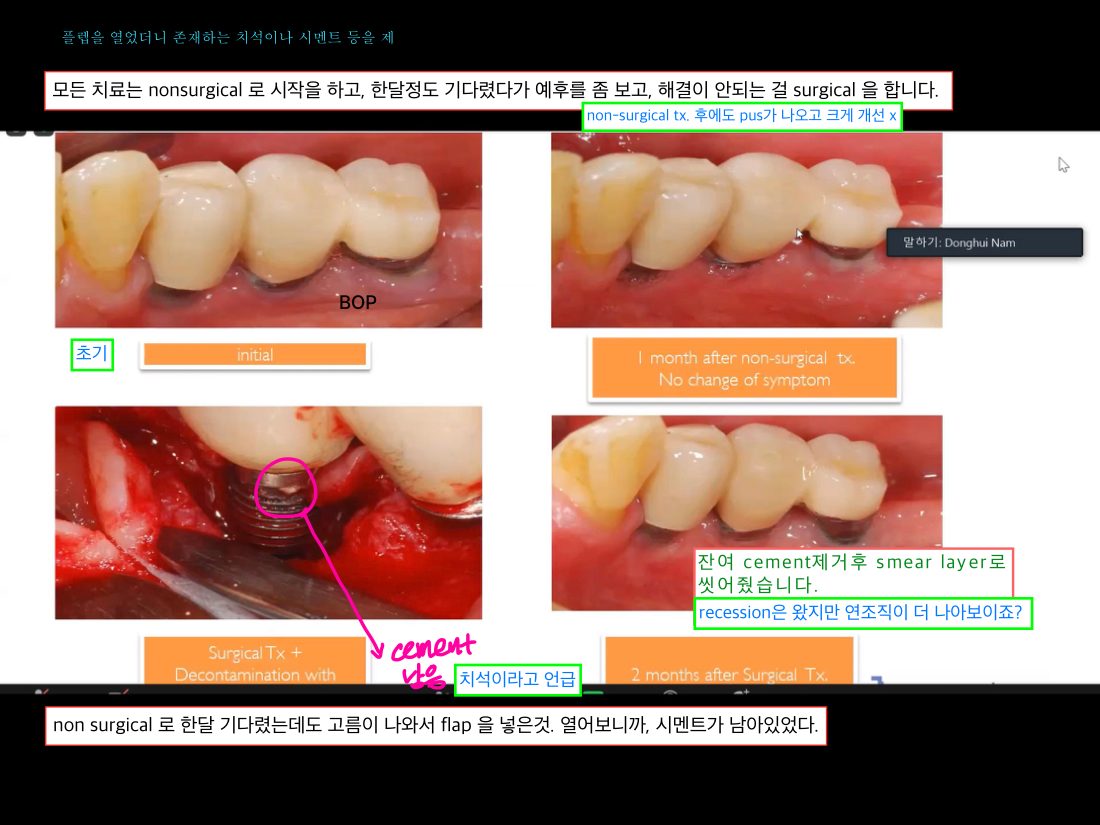 플랩을 열었더니 존재하는 치석이나 시멘트 등을 제
모든 치료는 nonsurgical 로 시작을 하고, 한달정도 기다렸다가 예후를 좀 보고, 해결이 안되는 걸 surgical 을 합니다.
non-surgical tx. 후에도 pus가 나오고 크게 개선 x
말하기: Donghui Nam
BOP
초기
initial
1 month after non-surgical tx.
No change of symptom
잔여 cement제거후 smear layer로
씻어줬습니다.
recession은 왔지만 연조직이 더 나아보이죠?
Surgical Tx +
Decontamination with
cement
남음
치석이라고 언급
2 months after Surgical Tx.
non surgical 로 한달 기다렸는데도 고름이 나와서 flap 을 넣은것. 열어보니까, 시멘트가 남아있었다.